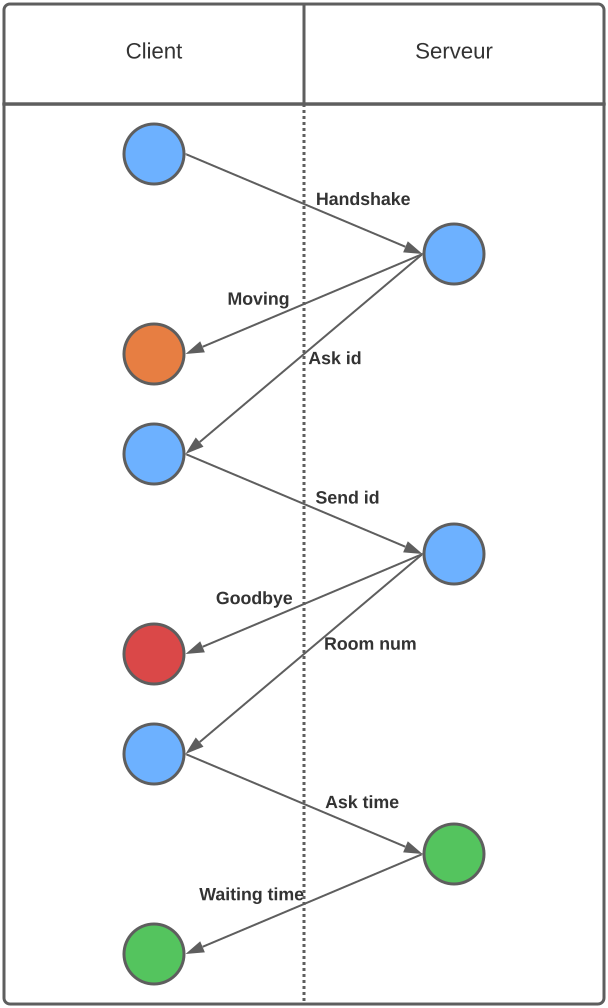 Client
Serveur
Handshake
Moving
Ask id
Send id
Goodbye
Room num
Ask time
Waiting time